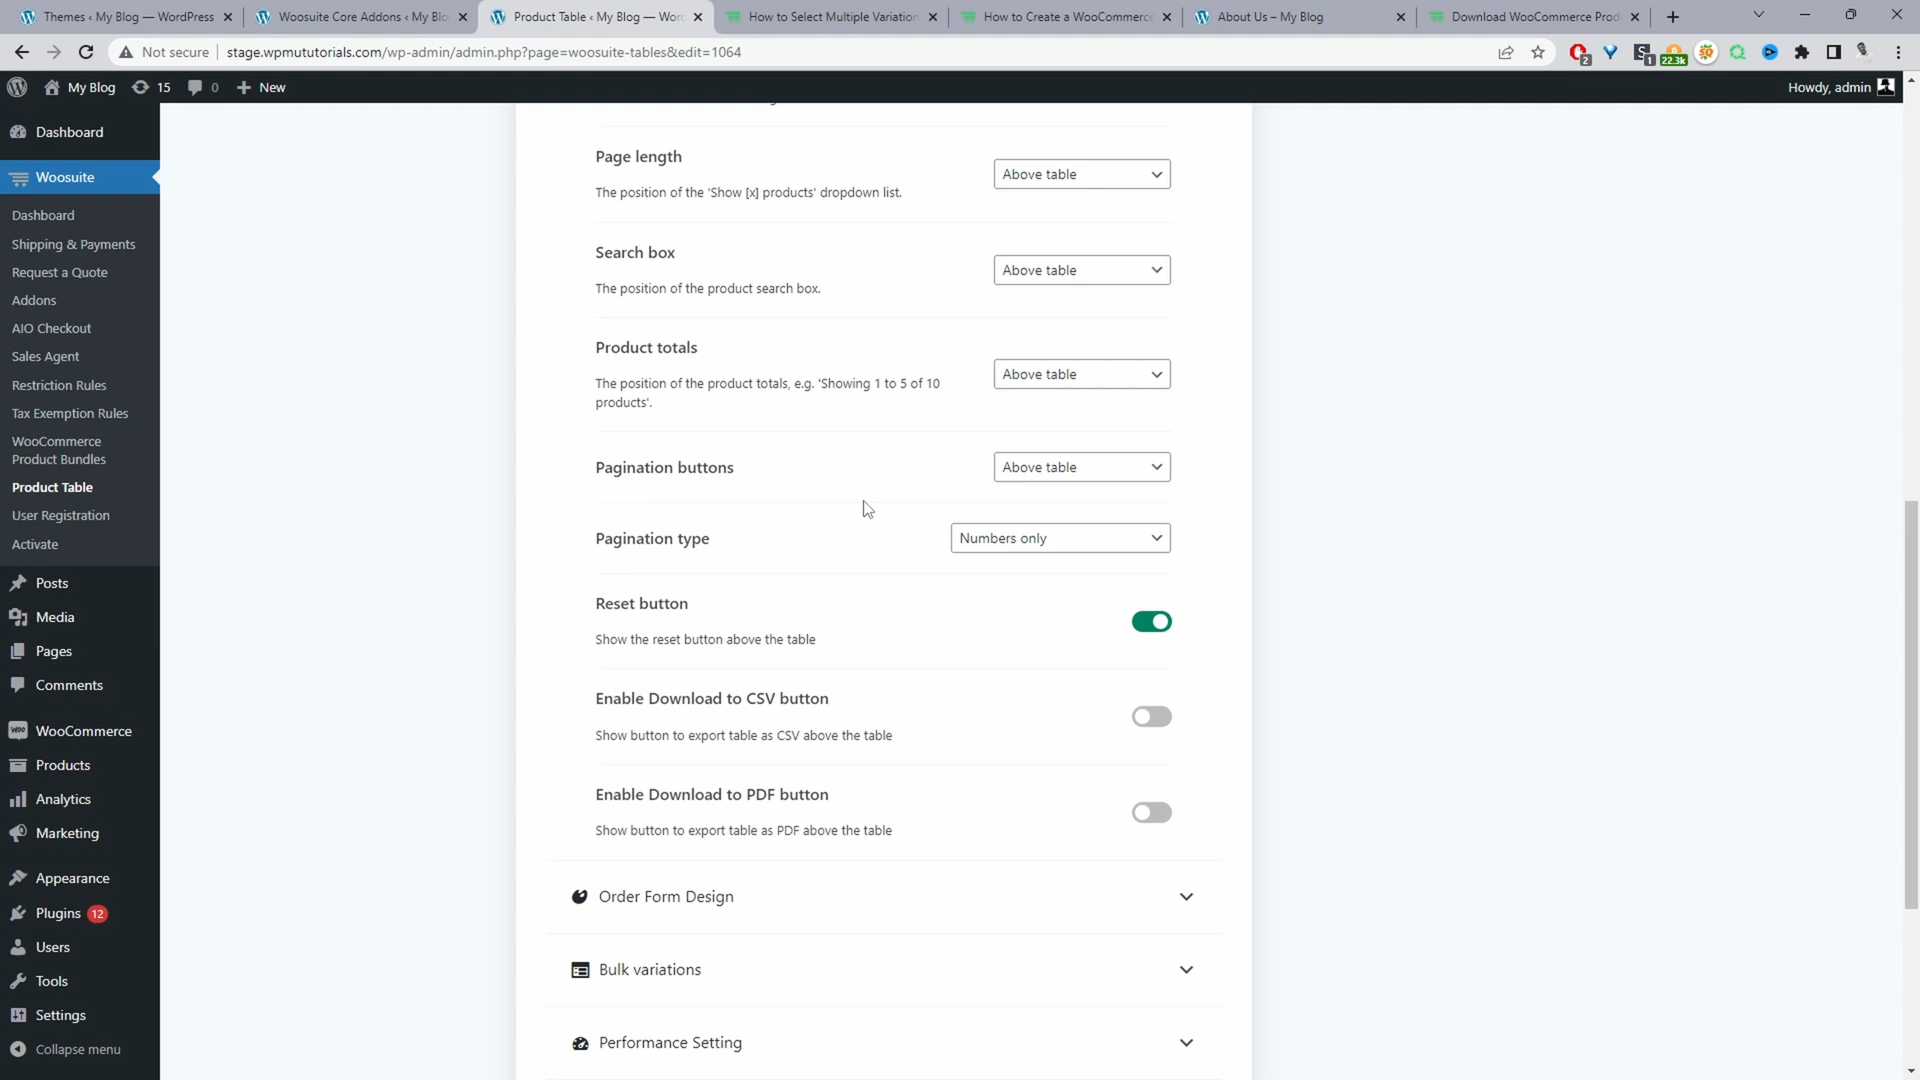 Themes ‹ My Blog — WordPress
Woosuite Core Addons ‹ My Blo
Product Table ‹ My Blog — Word
How to Select Multiple Variation
How to Create a WooCommerce
About Us – My Blog
Download WooCommerce Prod
Not secure
stage.wpmututorials.com/wp-admin/admin.php?page=woosuite-tables&edit=1064
2
1
22.3k
My Blog
15
0
New
Howdy, admin
Dashboard
Woosuite
Dashboard
Shipping & Payments
Request a Quote
Addons
AIO Checkout
Sales Agent
Restriction Rules
Tax Exemption Rules
WooCommerce
Product Bundles
Product Table
User Registration
Activate
Posts
Media
Pages
Comments
WooCommerce
Products
Analytics
Marketing
Appearance
Plugins 12
Users
Tools
Settings
Collapse menu
Page length
Above table
The position of the 'Show [x] products' dropdown list.
Search box
Above table
The position of the product search box.
Product totals
Above table
The position of the product totals, e.g. 'Showing 1 to 5 of 10
products'.
Pagination buttons
Above table
Pagination type
Numbers only
Reset button
Show the reset button above the table
Enable Download to CSV button
Show button to export table as CSV above the table
Enable Download to PDF button
Show button to export table as PDF above the table
Order Form Design
Bulk variations
Performance Setting